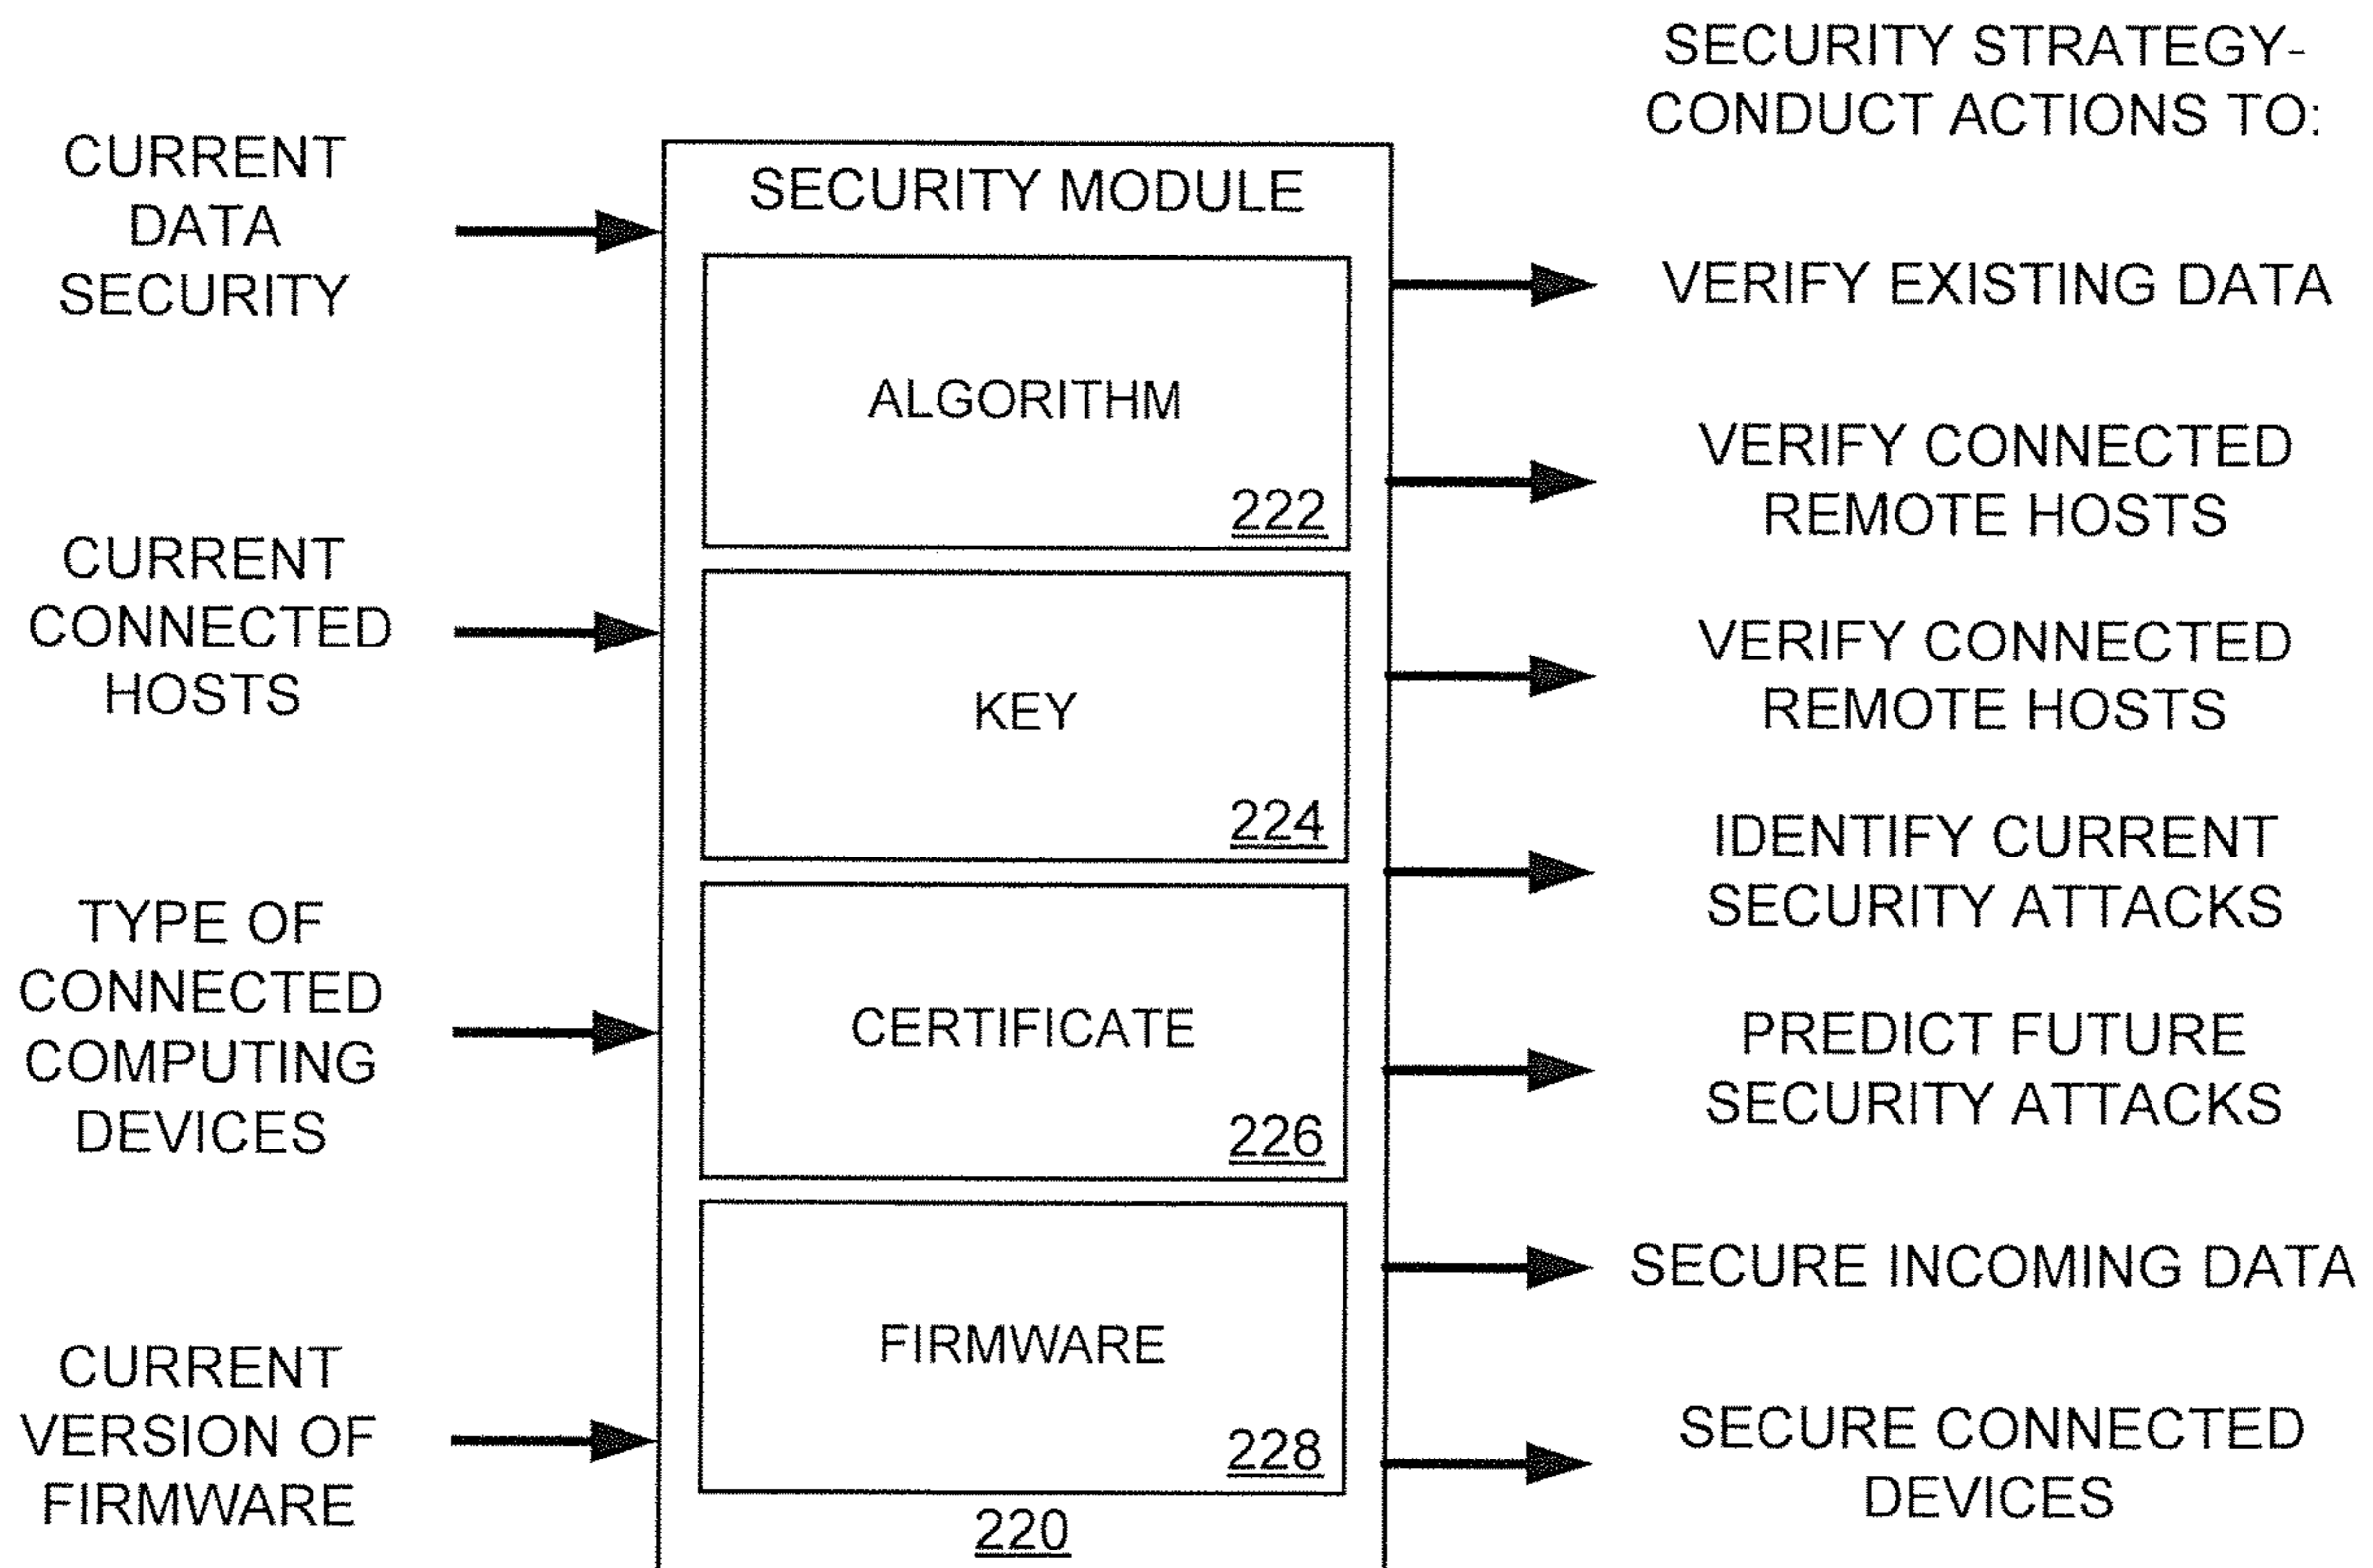 CURRENT
DATA
SECURITY
CURRENT
CONNECTED
HOSTS
TYPE OF
CONNECTED
COMPUTING
DEVICES
CURRENT
VERSION OF
FIRMWARE
SECURITY MODULE
ALGORITHM
222
KEY
224
CERTIFICATE
226
FIRMWARE
228
220
SECURITY STRATEGY-
CONDUCT ACTIONS TO:
VERIFY EXISTING DATA
VERIFY CONNECTED
REMOTE HOSTS
VERIFY CONNECTED
REMOTE HOSTS
IDENTIFY CURRENT
SECURITY ATTACKS
PREDICT FUTURE
SECURITY ATTACKS
SECURE INCOMING DATA
SECURE CONNECTED
DEVICES